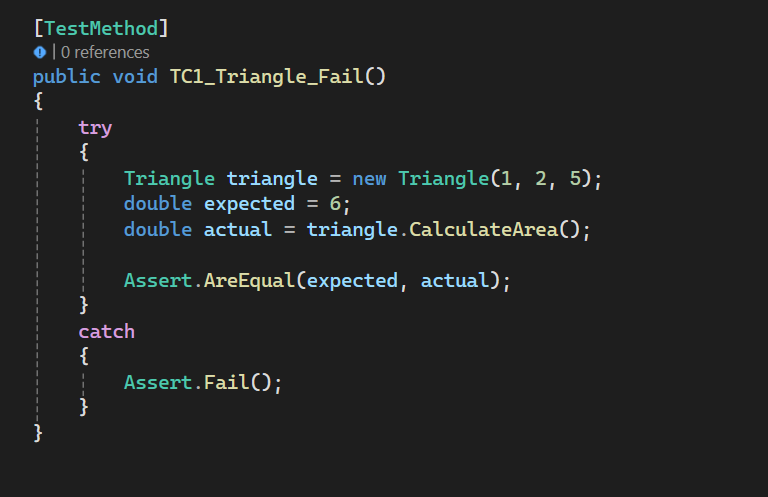 [TestMethod]
| 0 references
public void TC1_Triangle_Fail()
{
try
{
Triangle triangle = new Triangle(1, 2, 5);
double expected = 6;
double actual = triangle.CalculateArea();
Assert.AreEqual(expected, actual);
}
catch
{
Assert.Fail();
}
}